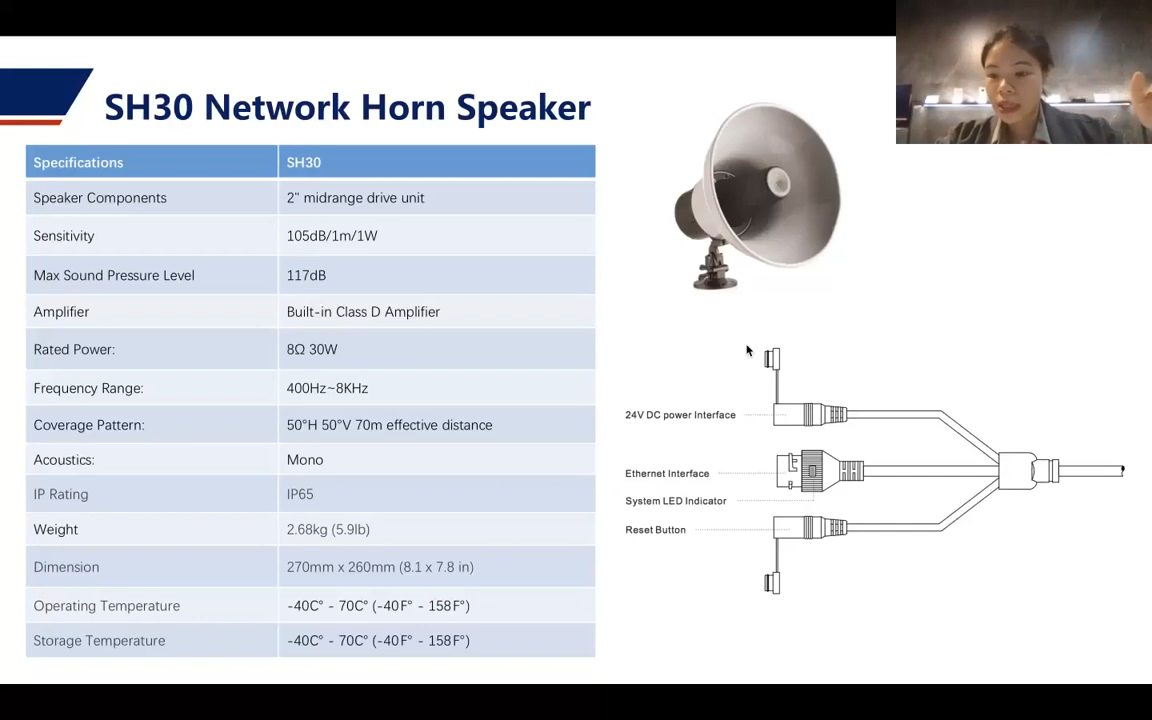 SH30 Network Horn Speaker
Specifications SH30
Speaker Components 2" midrange drive unit
Sensitivity 105dB/1m/1W
Max Sound Pressure Level 117dB
Amplifier Built-in Class D Amplifier
Rated Power: 8Ω 30W
Frequency Range: 400Hz~8KHz
Coverage Pattern: 50°H 50°V 70m effective distance
Acoustics: Mono
IP Rating IP65
Weight 2.68kg (5.9lb)
Dimension 270mm x 260mm (8.1 x 7.8 in)
Operating Temperature -40C° - 70C° (-40F° - 158F°)
Storage Temperature -40C° - 70C° (-40F° - 158F°)
24V DC power Interface
Ethernet Interface
System LED Indicator
Reset Button